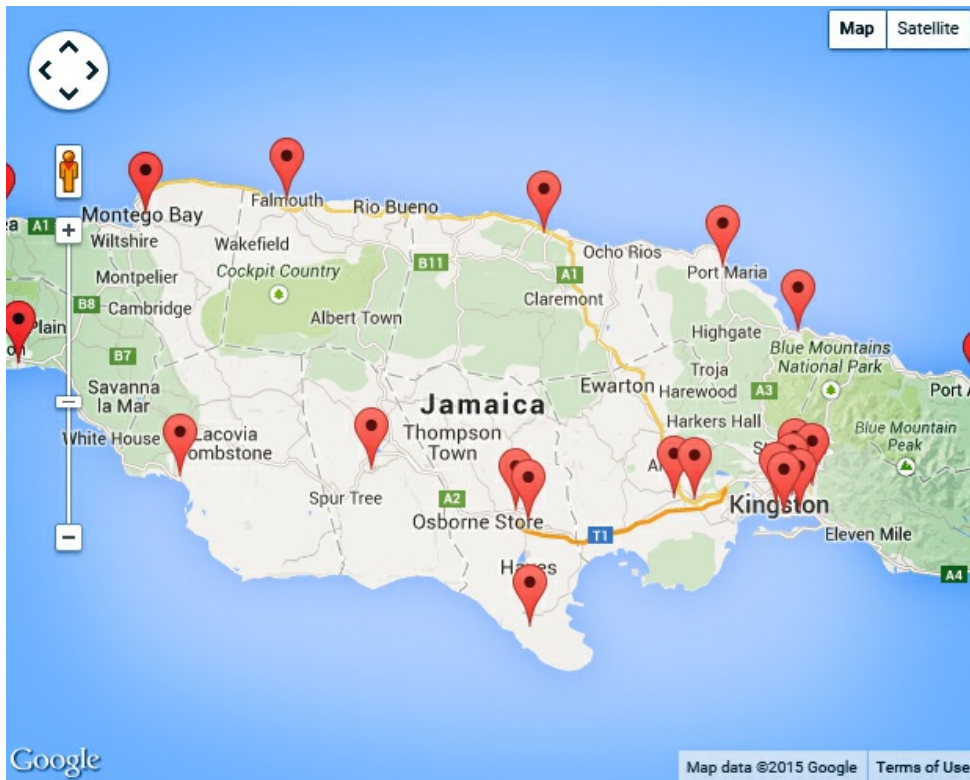 Map Satellite
Falmouth
Rio Bueno
A1
Montego Bay
Wiltshire
Wakefield
Ocho Rios
B11
Cockpit Country
A1
Port Maria
Montpelier
B8
Cambridge
Claremont
Albert Town
Plain
Highgate
Blue Mountains
National Park
B7
Troja
Savanna
la Mar
Ewarton
Harewood
A3
Port A
Jamaica
Harkers Hall
White House
Lacovia
Tombstone
Thompson
Town
Blue Mountain
Peak
Spur Tree
A2
Osborne Store
Kingston
T1
Eleven Mile
Hayes
A4
Google
Map data ©2015 Google Terms of Use